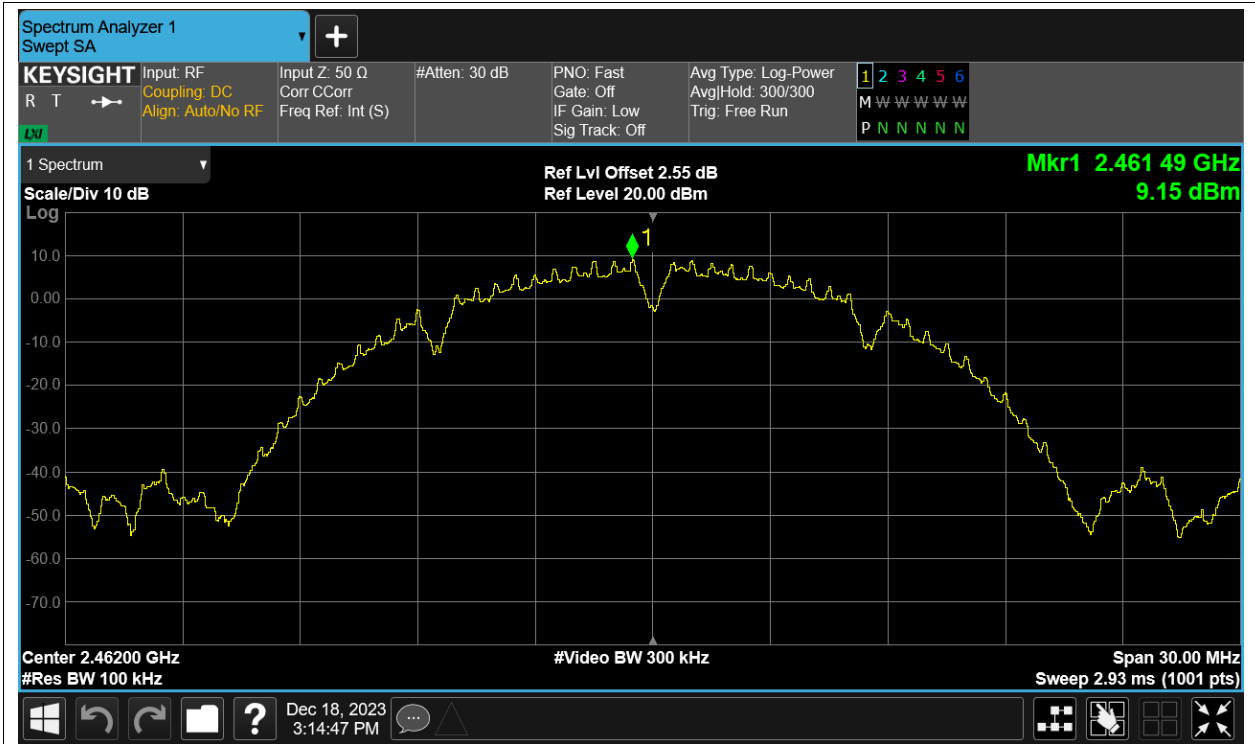 Spectrum Analyzer 1
Swept SA
KEYSIGHT
R T
LXI
Input: RF
Coupling: DC
Align: Auto/No RF
Input Z: 50 Ω
Corr CCorr
Freq Ref: Int (S)
#Atten: 30 dB
PNO: Fast
Gate: Off
IF Gain: Low
Sig Track: Off
Avg Type: Log-Power
Avg|Hold: 300/300
Trig: Free Run
1 2 3 4 5 6
M W W W W W
P N N N N N
1 Spectrum
Scale/Div 10 dB
Log
Ref Lvl Offset 2.55 dB
Ref Level 20.00 dBm
Mkr1 2.461 49 GHz
9.15 dBm
1
10.0
0.00
-10.0
-20.0
-30.0
-40.0
-50.0
-60.0
-70.0
Center 2.46200 GHz
#Res BW 100 kHz
#Video BW 300 kHz
Span 30.00 MHz
Sweep 2.93 ms (1001 pts)
?
Dec 18, 2023
3:14:47 PM